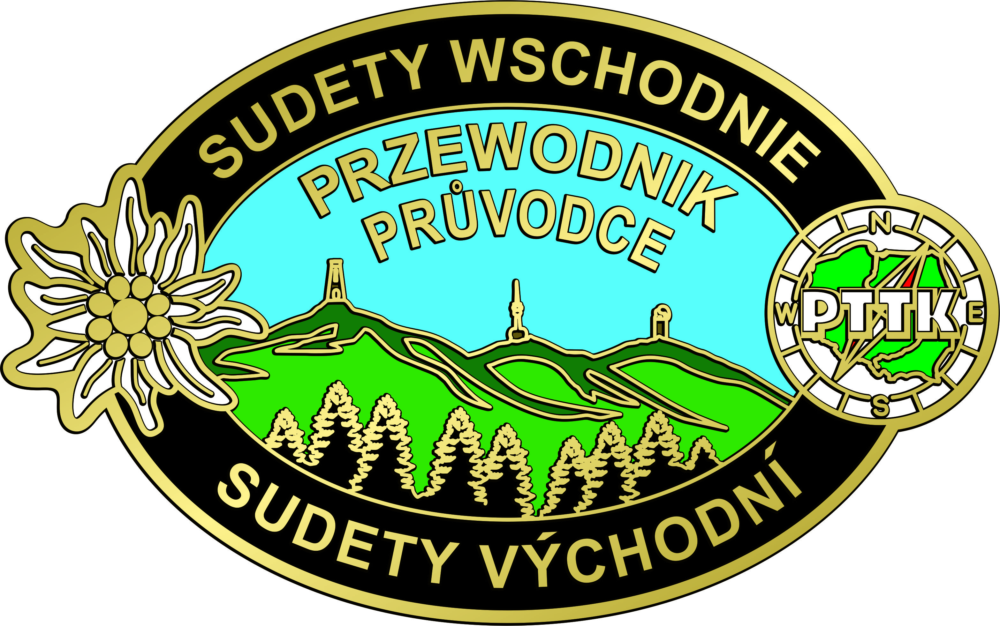 SUDETY WSCHODNIE
PRZEWODNIK
PRŮVODCE
N
W PTTK E
S
SUDETY VÝCHODNÍ